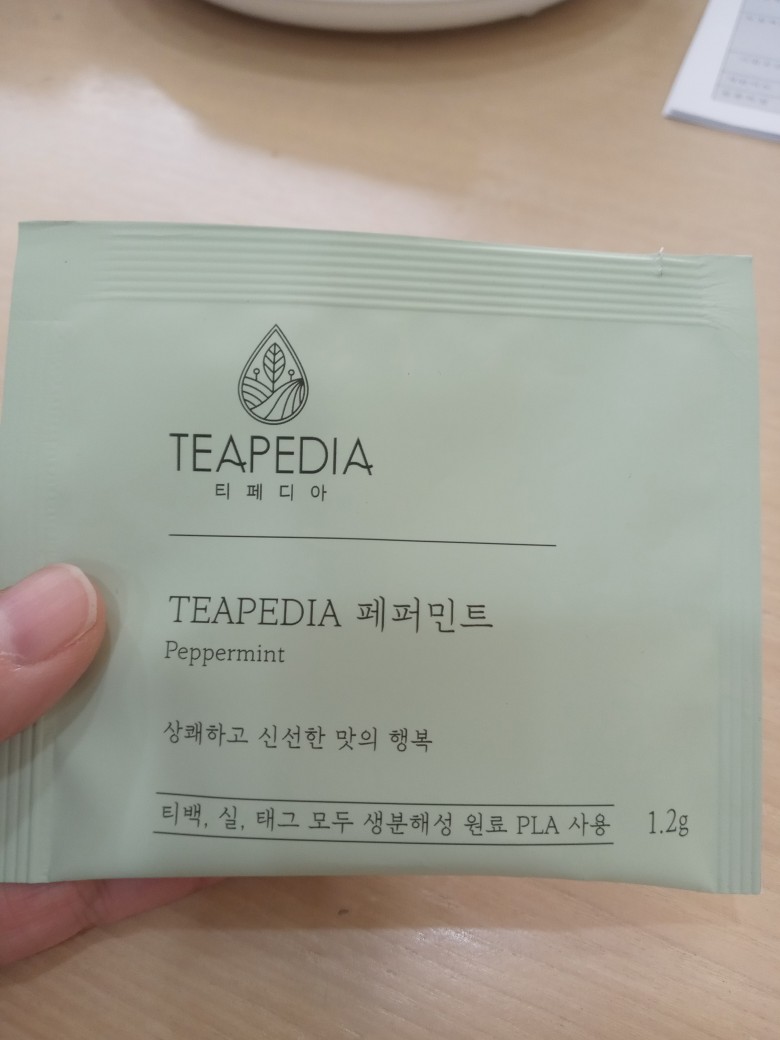 TEAPEDIA
티페디아
TEAPEDIA 페퍼민트
Peppermint
상쾌하고 신선한 맛의 행복
티백, 실, 태그 모두 생분해성 원료 PLA 사용 1.2g